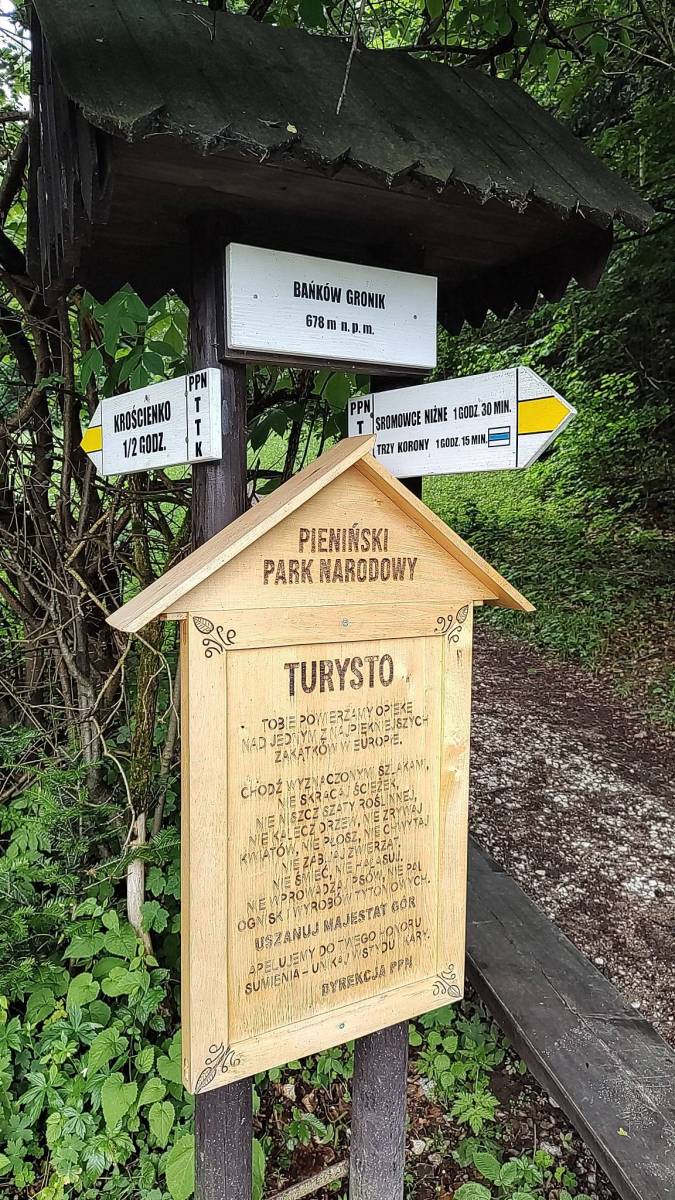 BAŃKÓW GRONIK
678 m n. p. m.
KROŚCIENKO
1/2 GODZ.
PPN
T
T
K
PPN
T
SROMOWCE NIŻNE 1 GODZ. 30 MIN.
TRZY KORONY 1 GODZ. 15 MIN.
PIENIŃSKI
PARK NARODOWY
TURYSTO
TOBIE POWIERZAMY OPIEKĘ
NAD JEDNYM Z NAJPIĘKNIEJSZYCH
ZAKĄTKÓW W EUROPIE.
CHODŹ WYZNACZONYMI SZLAKAMI,
NIE SKRACAJ ŚCIEŻEK,
NIE NISZCZ SZATY ROŚLINNEJ,
NIE KALECZ DRZEW, NIE ZRYWAJ
KWIATÓW, NIE PŁOSZ, NIE CHWYTAJ
NIE ZABIJAJ ZWIERZĄT,
NIE ŚMIEĆ, NIE HAŁASUJ,
NIE WPROWADZAJ PSÓW, NIE PAL
OGNISK I WYROBÓW TYTONIOWYCH.
USZANUJ MAJESTAT GÓR
APELUJEMY DO TWEGO HONORU,
SUMIENIA - UNIKAJ WSTYDU I KARY.
DYREKCJA PPN